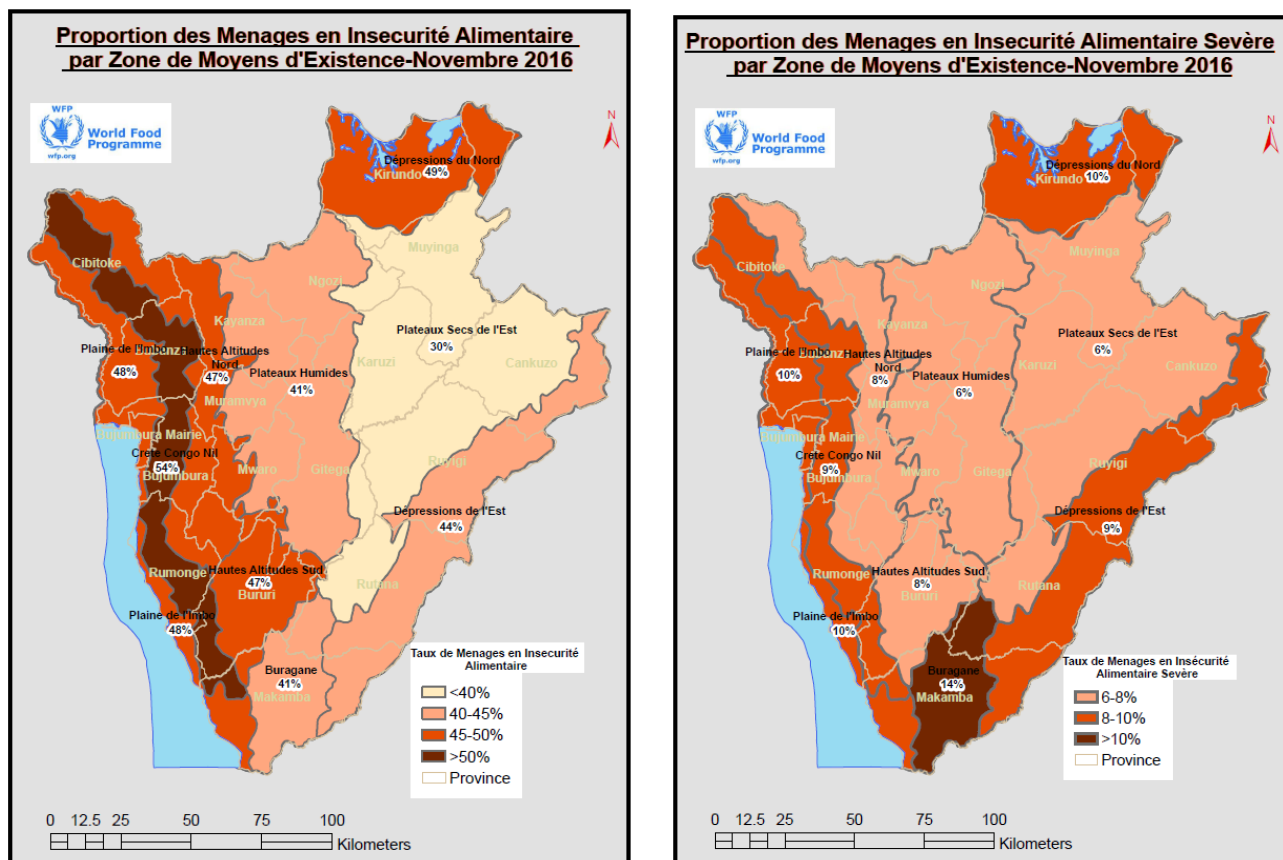 Proportion des Menages en Insecurité Alimentaire
par Zone de Moyens d'Existence-Novembre 2016
WFP
wfp.org
World Food
Programme
N
Dépressions du Nord
Kirundo
49%
Muyinga
Cibitoke
Ngozi
Kayanza
Plateaux Secs de l'Est
30%
Plaine de l'Imbo
48%
Hautes Altitudes
Nord
47%
Karuzi
Cankuzo
Plateaux Humides
41%
Muramvya
Bujumbura Mairie
Crete Congo Nil
54%
Bujumbura
Mwaro
Gitega
Ruyigi
Dépressions de l'Est
44%
Rumonge
Hautes Altitudes Sud
47%
Bururi
Rutana
Plaine de l'Imbo
48%
Buragane
41%
Makamba
Taux de Menages en Insecurité
Alimentaire
<40%
40-45%
45-50%
>50%
Province
0 12.5 25 50 75 100
Kilometers
Proportion des Menages en Insecurité Alimentaire Sevère
par Zone de Moyens d'Existence-Novembre 2016
WFP
wfp.org
World Food
Programme
N
Dépressions du Nord
Kirundo
10%
Muyinga
Cibitoke
Ngozi
Kayanza
Plateaux Secs de l'Est
6%
Plaine de l'Imbo
10%
Hautes Altitudes
Nord
8%
Karuzi
Cankuzo
Plateaux Humides
6%
Muramvya
Bujumbura Mairie
Crete Congo Nil
9%
Bujumbura
Mwaro
Gitega
Ruyigi
Dépressions de l'Est
9%
Rumonge
Hautes Altitudes Sud
8%
Bururi
Rutana
Plaine de l'Imbo
10%
Buragane
14%
Makamba
Taux de Menages en Insécurité
Alimentaire Sevère
6-8%
8-10%
>10%
Province
0 12.5 25 50 75 100
Kilometers